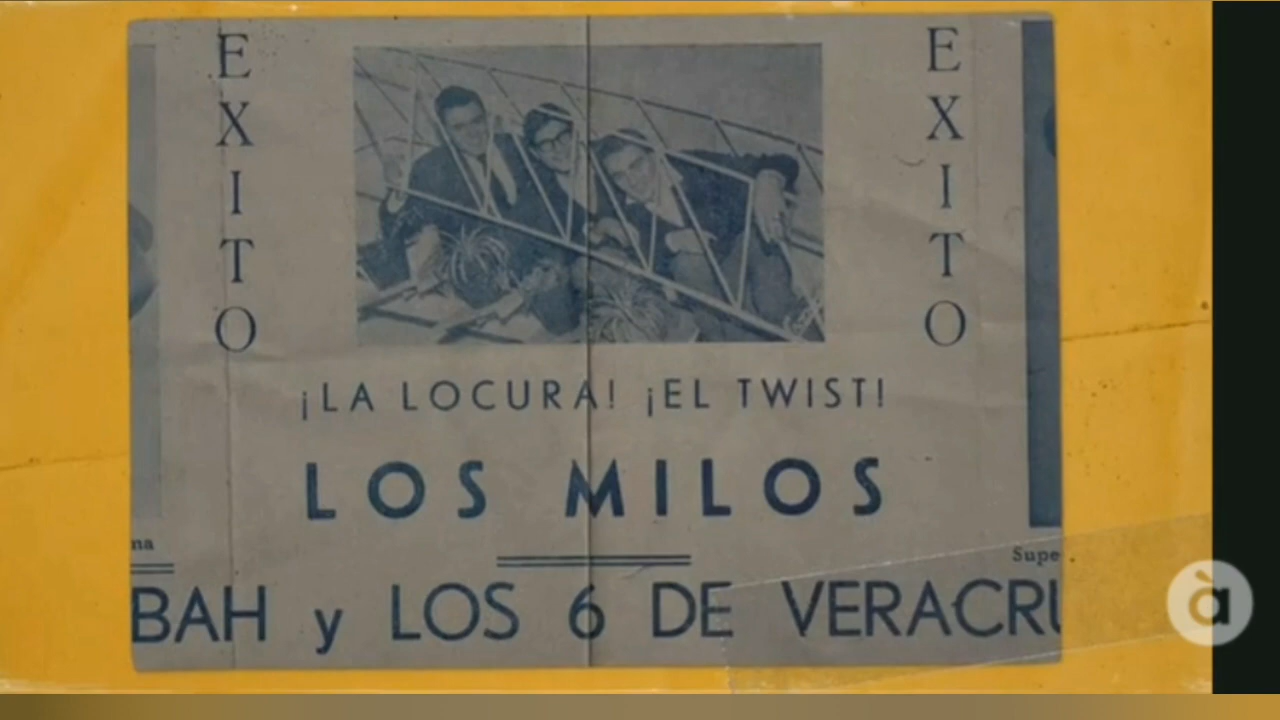 EXITO
EXITO
¡LA LOCURA! ¡EL TWIST!
LOS MILOS
BAH y LOS 6 DE VERACRU
à